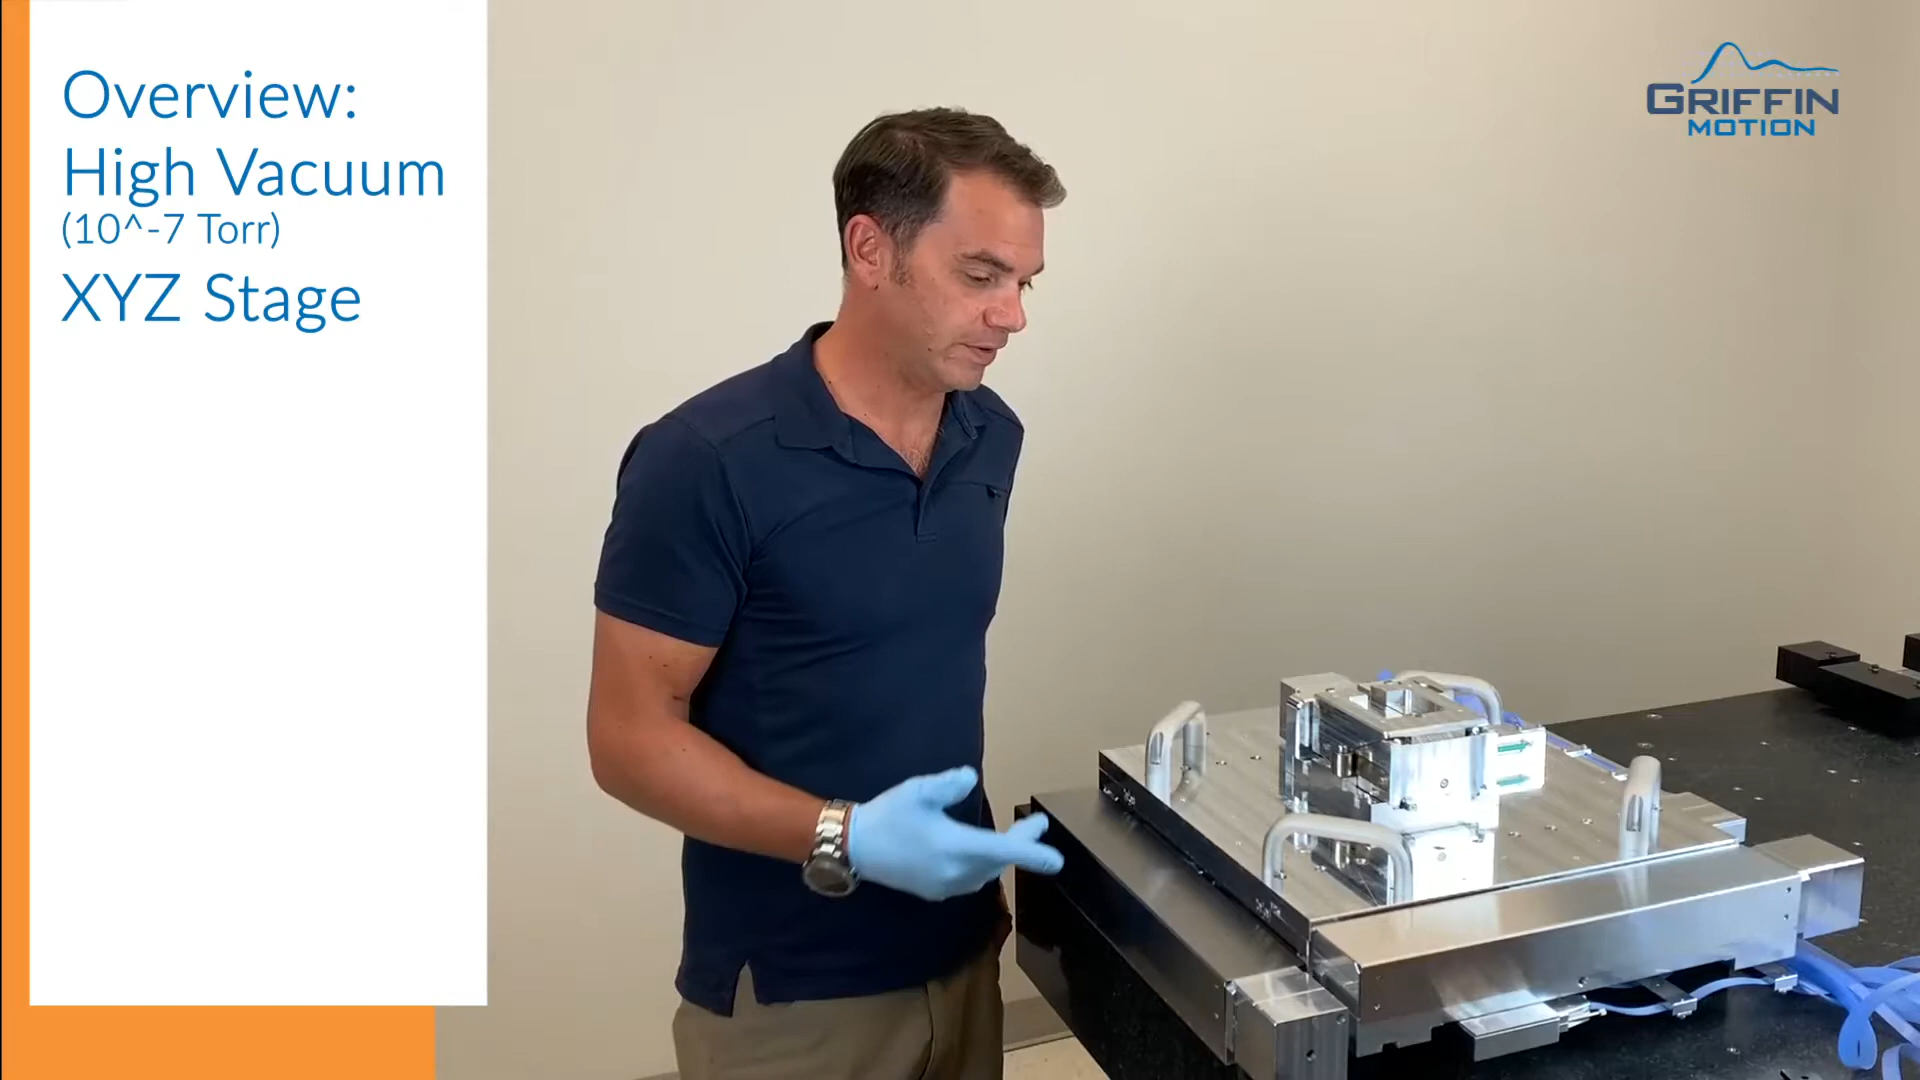 Overview:
High Vacuum
(10^-7 Torr)
XYZ Stage
GRIFFIN
MOTION